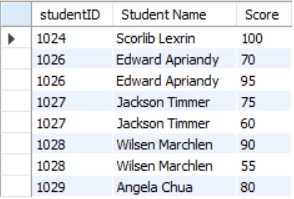 studentID Student Name Score
1024 Scorlib Lexrin 100
1026 Edward Apriandy 70
1026 Edward Apriandy 95
1027 Jackson Timmer 75
1027 Jackson Timmer 60
1028 Wilsen Marchlen 90
1028 Wilsen Marchlen 55
1029 Angela Chua 80